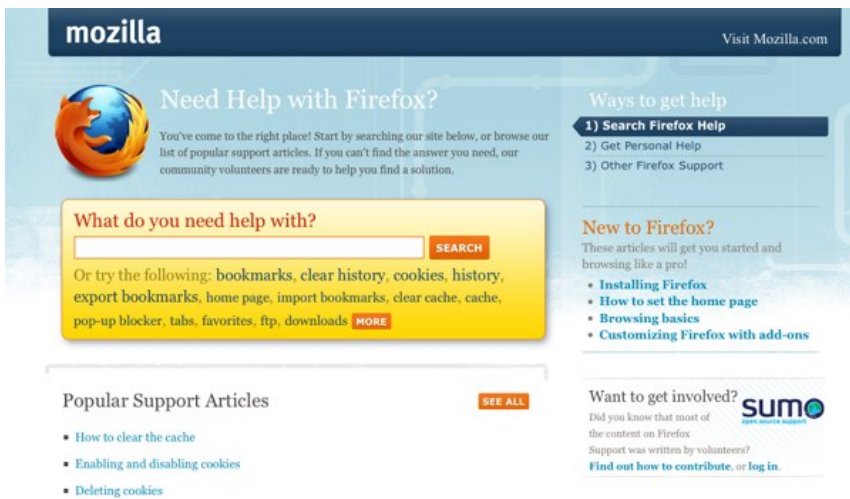 mozilla
Visit Mozilla.com
Need Help with Firefox?
You've come to the right place! Start by searching our site below, or browse our
list of popular support articles. If you can't find the answer you need, our
community volunteers are ready to help you find a solution.
What do you need help with?
SEARCH
Or try the following: bookmarks, clear history, cookies, history,
export bookmarks, home page, import bookmarks, clear cache, cache,
pop-up blocker, tabs, favorites, ftp, downloads MORE
Popular Support Articles
SEE ALL
How to clear the cache
Enabling and disabling cookies
Deleting cookies
Ways to get help
1) Search Firefox Help
2) Get Personal Help
3) Other Firefox Support
New to Firefox?
These articles will get you started and
browsing like a pro!
Installing Firefox
How to set the home page
Browsing basics
Customizing Firefox with add-ons
Want to get involved?
Did you know that most of
the content on Firefox
Support was written by volunteers?
Find out how to contribute, or log in.
sumo
open source support